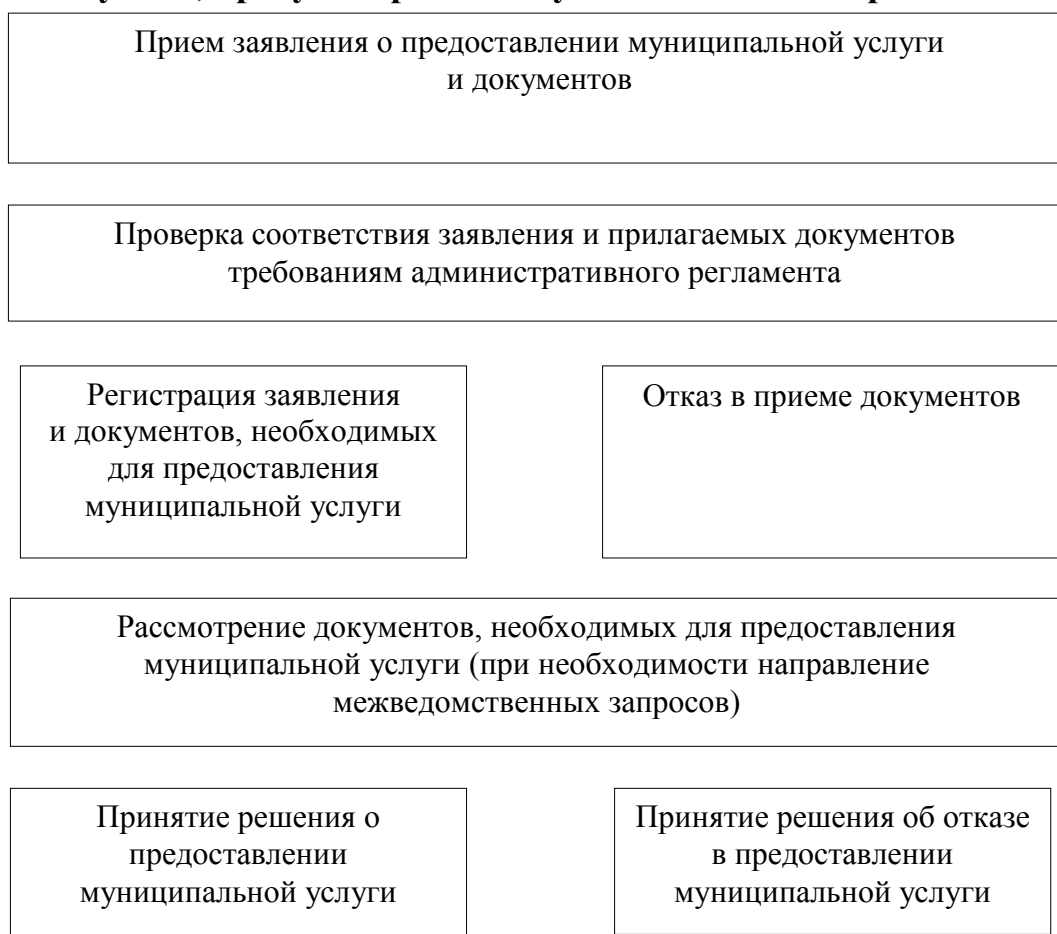 Прием заявления о предоставлении муниципальной услуги
и документов
Проверка соответствия заявления и прилагаемых документов
требованиям административного регламента
Регистрация заявления
и документов, необходимых
для предоставления
муниципальной услуги
Отказ в приеме документов
Рассмотрение документов, необходимых для предоставления
муниципальной услуги (при необходимости направление
межведомственных запросов)
Принятие решения о
предоставлении
муниципальной услуги
Принятие решения об отказе
в предоставлении
муниципальной услуги